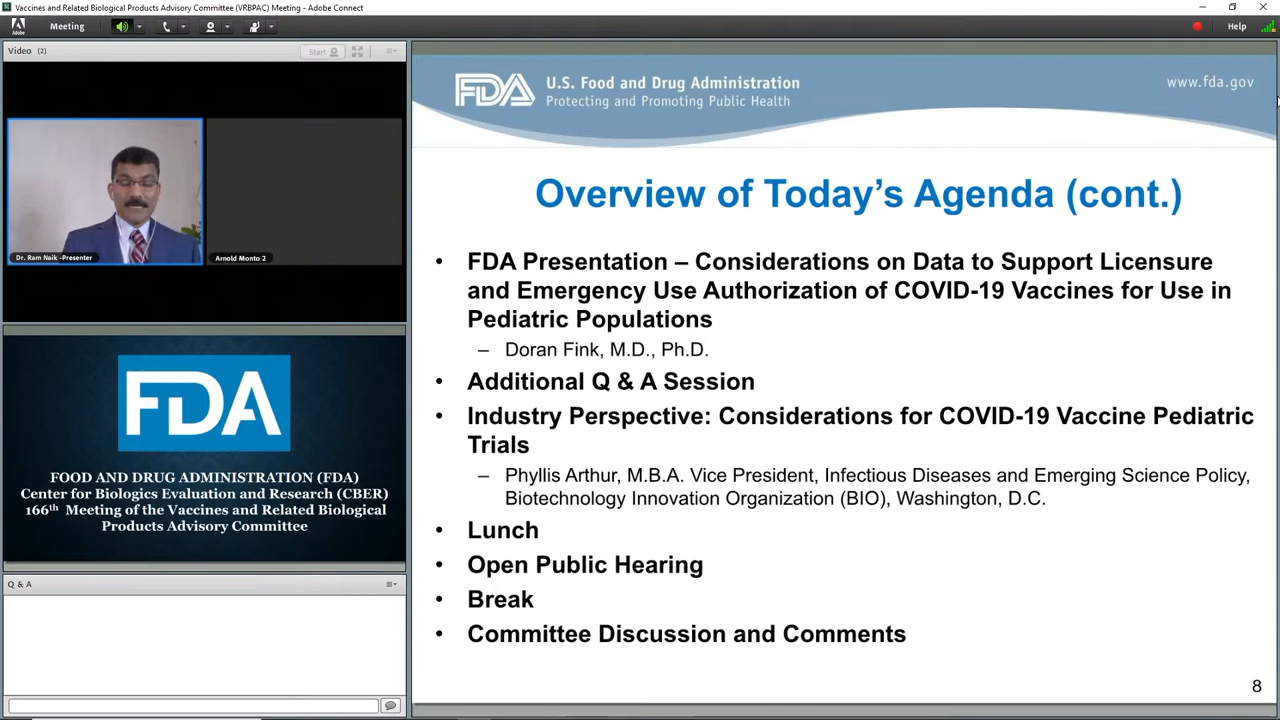 Vaccines and Related Biological Products Advisory Committee (VRBPAC) Meeting - Adobe Connect
Adobe
Meeting
Help
Video (2)
Start
Dr. Ram Naik -Presenter
Arnold Monto 2
FDA
FOOD AND DRUG ADMINISTRATION (FDA)
Center for Biologics Evaluation and Research (CBER)
166th Meeting of the Vaccines and Related Biological
Products Advisory Committee
Q & A
FDA U.S. Food and Drug Administration
Protecting and Promoting Public Health
www.fda.gov
Overview of Today's Agenda (cont.)
• FDA Presentation – Considerations on Data to Support Licensure
and Emergency Use Authorization of COVID-19 Vaccines for Use in
Pediatric Populations
– Doran Fink, M.D., Ph.D.
• Additional Q & A Session
• Industry Perspective: Considerations for COVID-19 Vaccine Pediatric
Trials
– Phyllis Arthur, M.B.A. Vice President, Infectious Diseases and Emerging Science Policy,
Biotechnology Innovation Organization (BIO), Washington, D.C.
• Lunch
• Open Public Hearing
• Break
• Committee Discussion and Comments
8